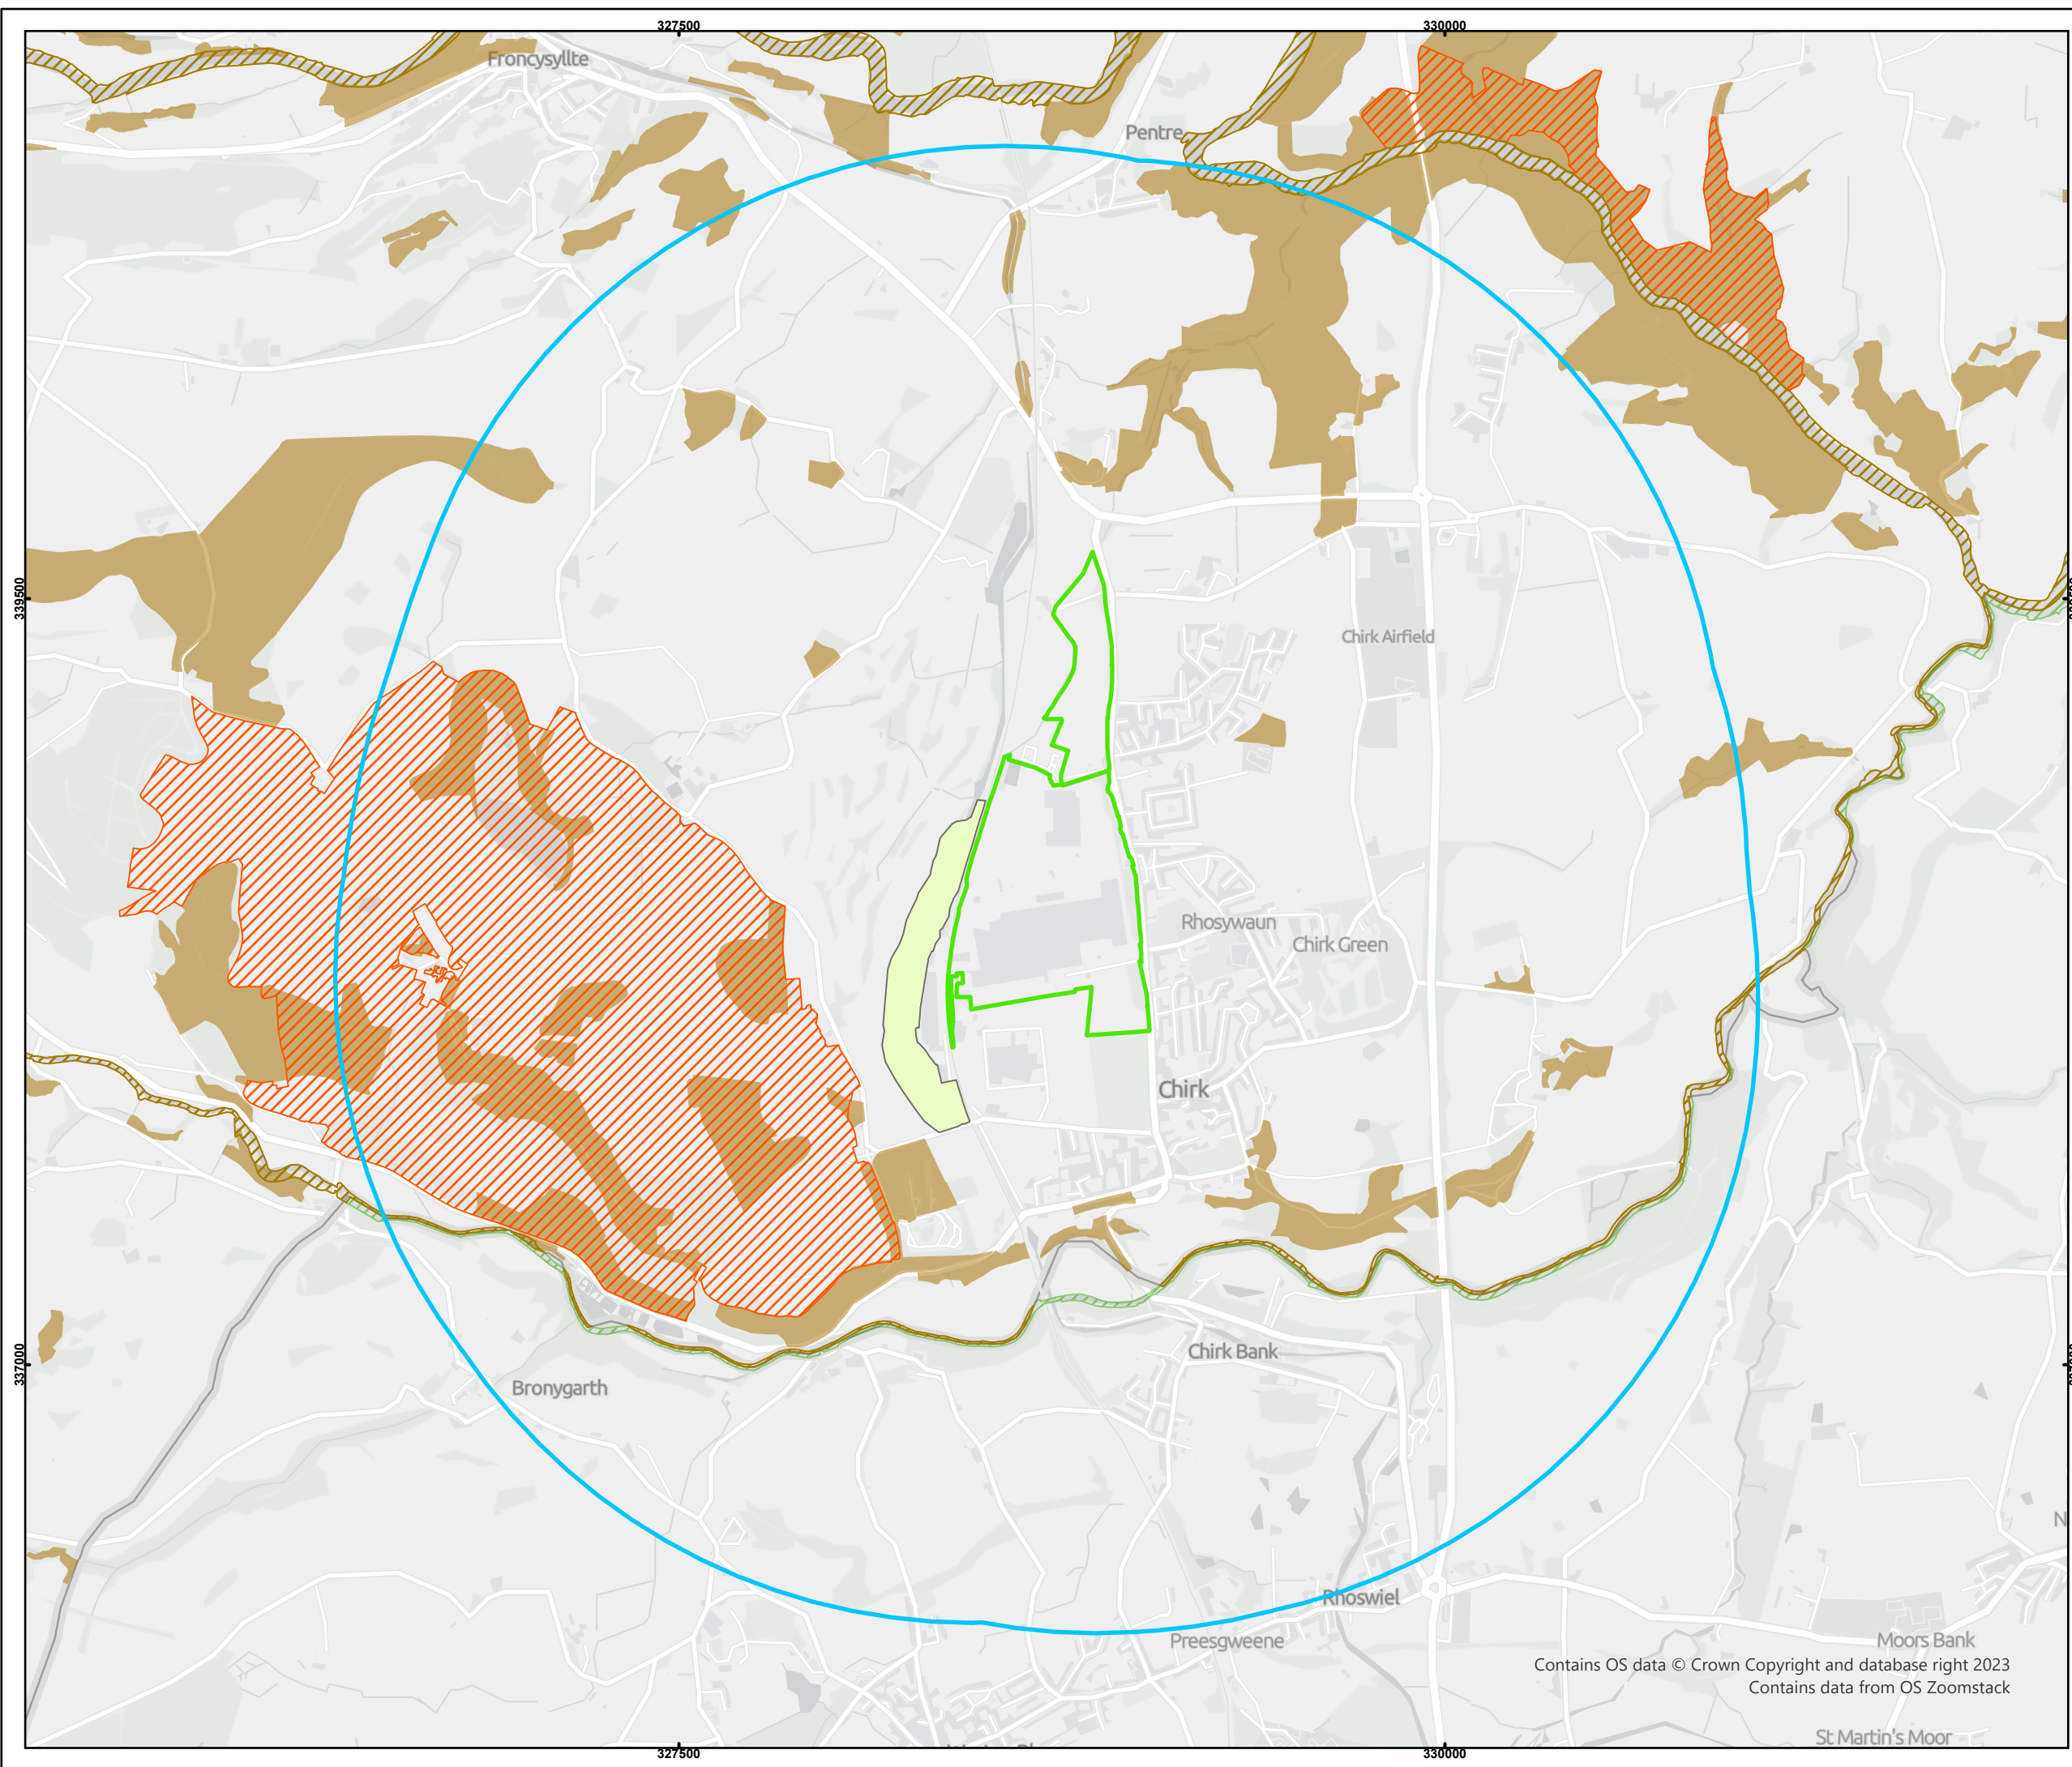 327500
330000
Froncysyllte
Pentre
339500
Chirk Airfield
Rhosywaun
Chirk Green
Chirk
337000
Chirk Bank
Bronygarth
Rhoswiel
Preesgweene
Moors Bank
Contains OS data © Crown Copyright and database right 2023
Contains data from OS Zoomstack
St Martin's Moor
327500
330000